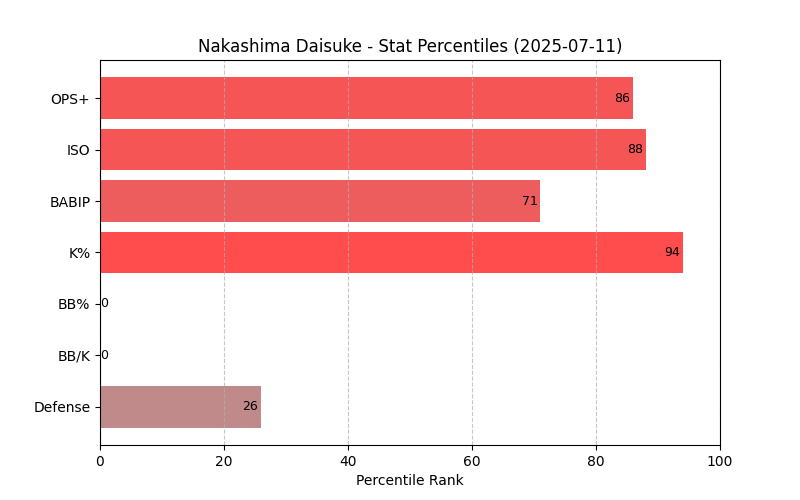 Nakashima Daisuke - Stat Percentiles (2025-07-11)
OPS+ 86
ISO 88
BABIP 71
K% 94
BB% 0
BB/K 0
Defense 26
0 20 40 60 80 100
Percentile Rank